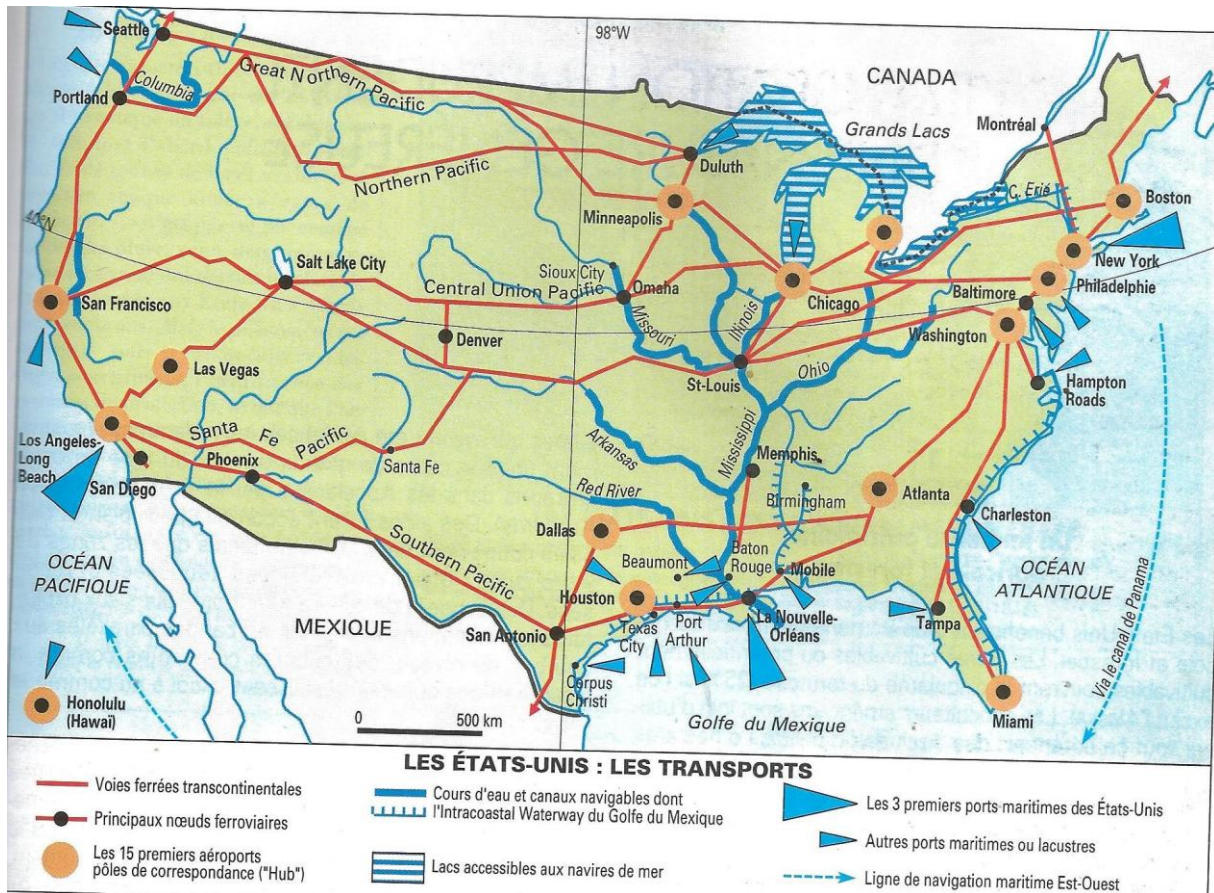 Seattle
98°W
Great Northern Pacific
CANADA
Columbia
Portland
Grands Lacs
Montréal
Duluth
Northern Pacific
C. Erié
Boston
Minneapolis
40°N
New York
Salt Lake City
Sioux City
Philadelphie
Central Union Pacific
Omaha
Chicago
Baltimore
San Francisco
Missouri
Illinois
Washington
Denver
Las Vegas
St-Louis
Ohio
Hampton
Roads
Santa Fe Pacific
Arkansas
Mississippi
Memphis
Los Angeles-
Long
Beach
Phoenix
Santa Fe
San Diego
Red River
Birmingham
Atlanta
Dallas
Charleston
Southern Pacific
Beaumont
Baton
Rouge
Mobile
OCÉAN
PACIFIQUE
OCÉAN
ATLANTIQUE
Houston
La Nouvelle-
Orléans
Tampa
Via le canal de Panama
MEXIQUE
San Antonio
Texas
City
Port
Arthur
Corpus
Christi
Honolulu
(Hawaï)
0
500 km
Golfe du Mexique
Miami
LES ÉTATS-UNIS : LES TRANSPORTS
Voies ferrées transcontinentales
Principaux nœuds ferroviaires
Les 15 premiers aéroports
pôles de correspondance ("Hub")
Cours d'eau et canaux navigables dont
l'Intracoastal Waterway du Golfe du Mexique
Lacs accessibles aux navires de mer
Les 3 premiers ports maritimes des États-Unis
Autres ports maritimes ou lacustres
Ligne de navigation maritime Est-Ouest